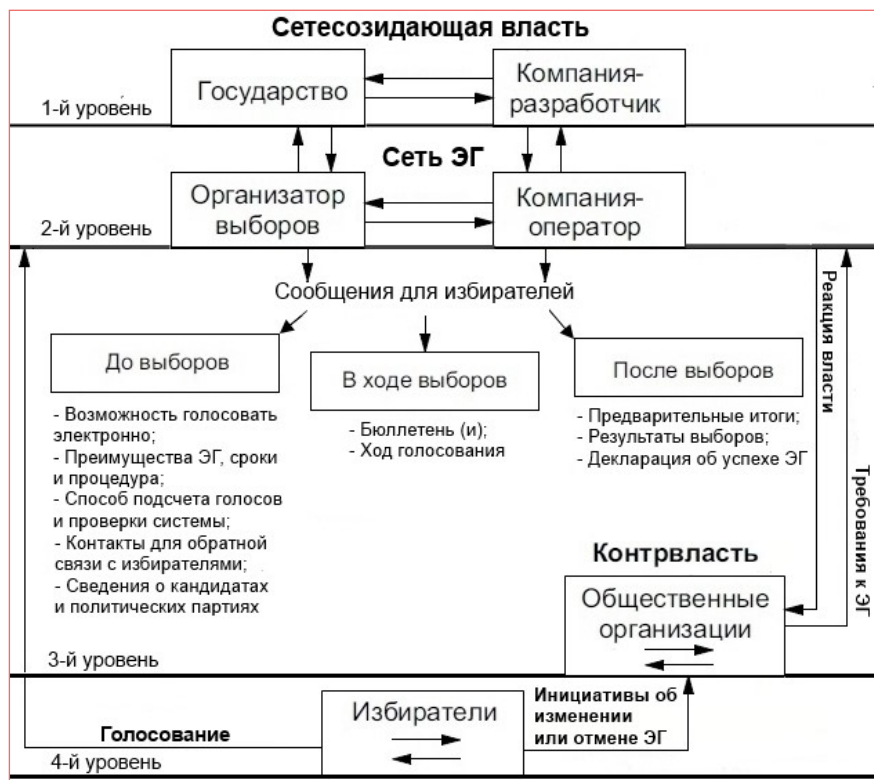 Сетесозидающая власть
Государство
Компания-
разработчик
1-й уровень
Сеть ЭГ
Организатор
выборов
Компания-
оператор
2-й уровень
Сообщения для избирателей
До выборов
- Возможность голосовать
электронно;
- Преимущества ЭГ, сроки
и процедура;
- Способ подсчета голосов
и проверки системы;
- Контакты для обратной
связи с избирателями;
- Сведения о кандидатах
и политических партиях
В ходе выборов
- Бюллетень (и);
- Ход голосования
После выборов
- Предварительные итоги;
- Результаты выборов;
- Декларация об успехе ЭГ
Реакция власти
Требования к ЭГ
Контрвласть
Общественные
организации
3-й уровень
Избиратели
Инициативы об
изменении
или отмене ЭГ
Голосование
4-й уровень